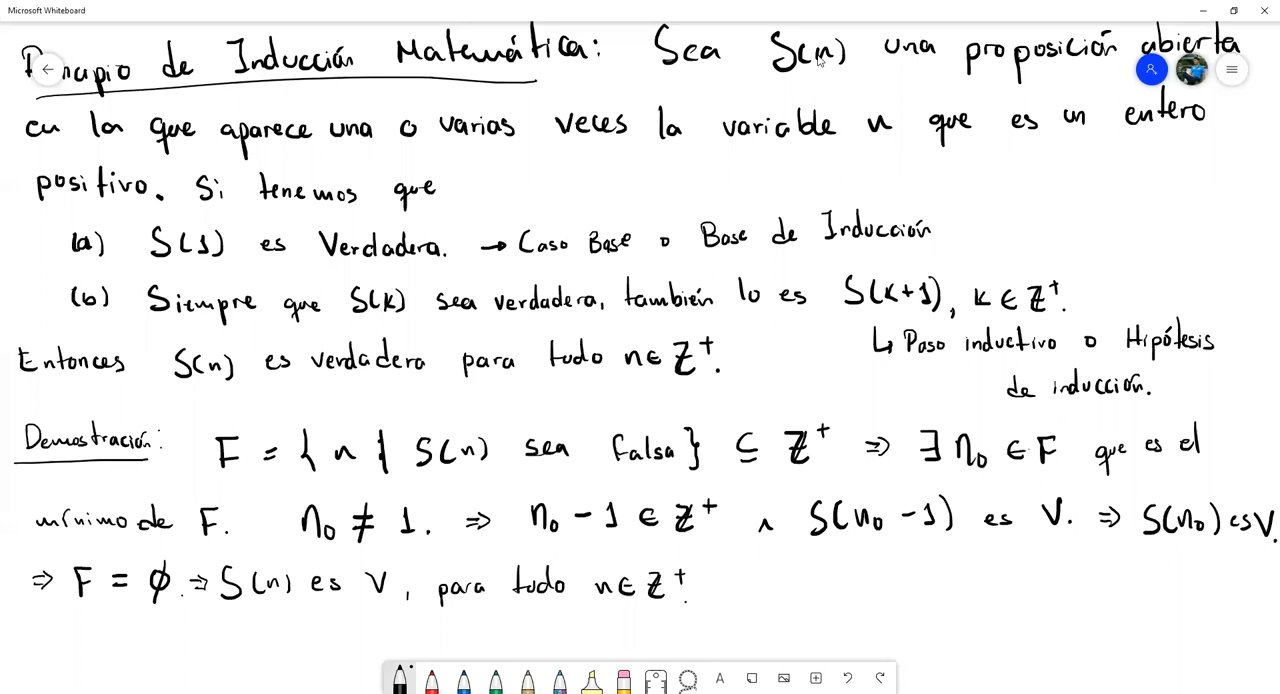 Microsoft Whiteboard
Principio de Inducción Matemática: Sea S(n) una proposición abierta
en la que aparece una o varias veces la variable n que es un entero
positivo. Si tenemos que
(a) S(1) es Verdadera. → Caso Base o Base de Inducción
(b) Siempre que S(k) sea verdadera, también lo es S(k+1), k ∈ ℤ⁺.
↳ Paso inductivo o Hipótesis
de inducción.
Entonces S(n) es verdadera para todo n ∈ ℤ⁺.
Demostración: F = { n | S(n) sea falsa } ⊆ ℤ⁺ ⇒ ∃ n₀ ∈ F que es el
mínimo de F. n₀ ≠ 1. ⇒ n₀ - 1 ∈ ℤ⁺ ∧ S(n₀ - 1) es V. ⇒ S(n₀) es V.
⇒ F = ∅. ⇒ S(n) es V, para todo n ∈ ℤ⁺.
A